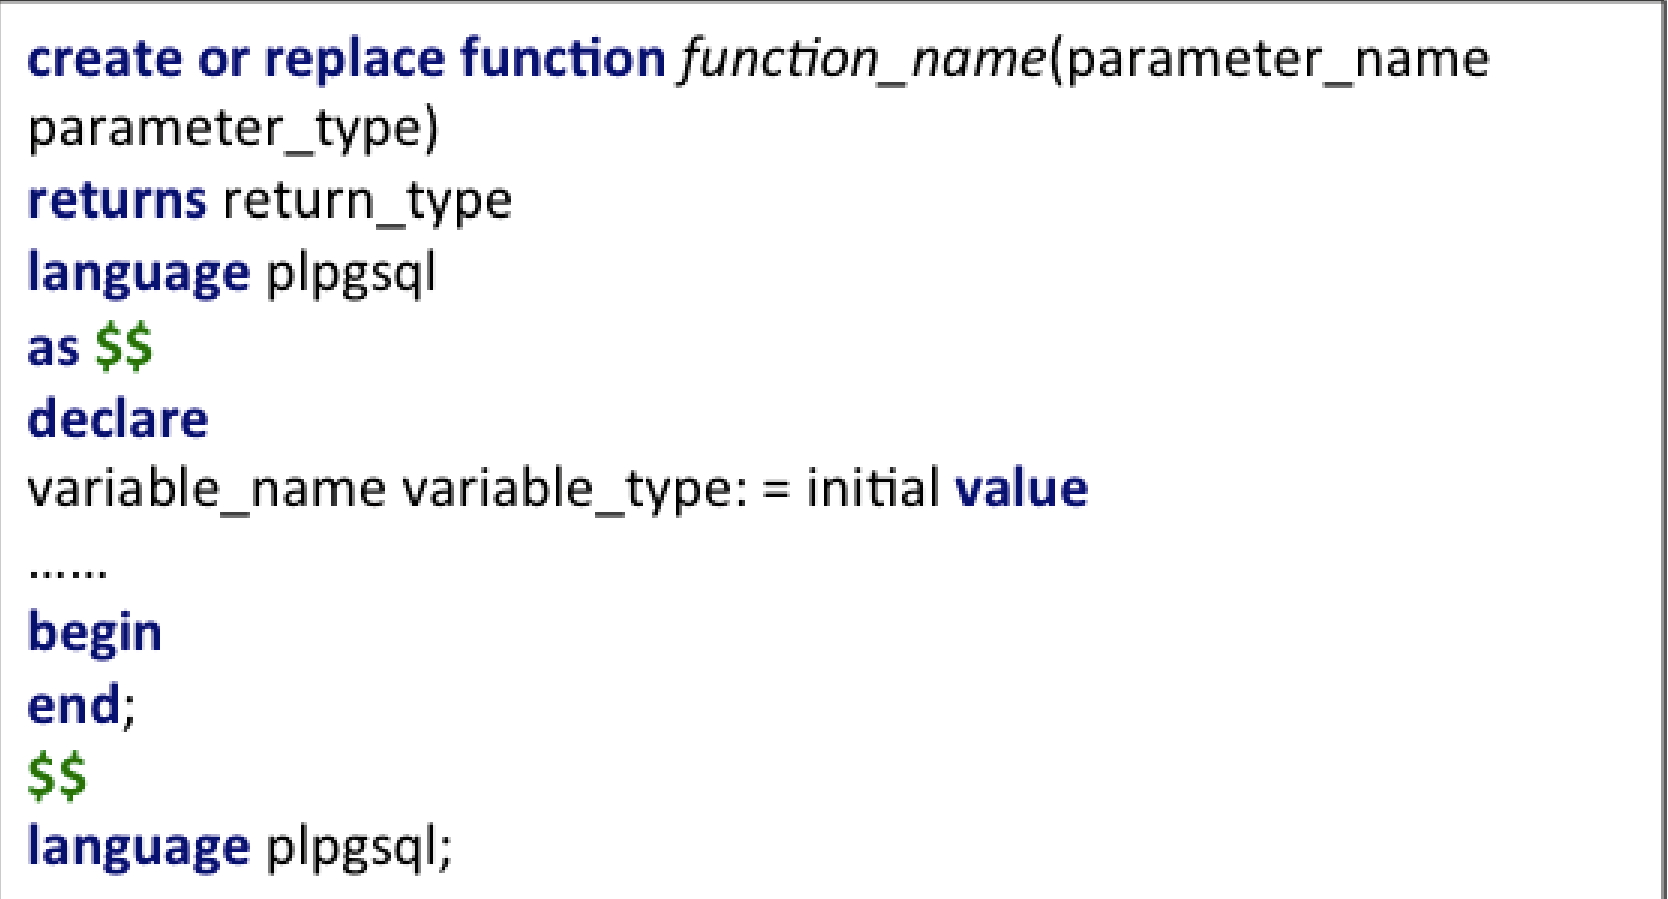 create or replace function function_name(parameter_name
parameter_type)
returns return_type
language plpgsql
as $$
declare
variable_name variable_type: = initial value
......
begin
end;
$$
language plpgsql;